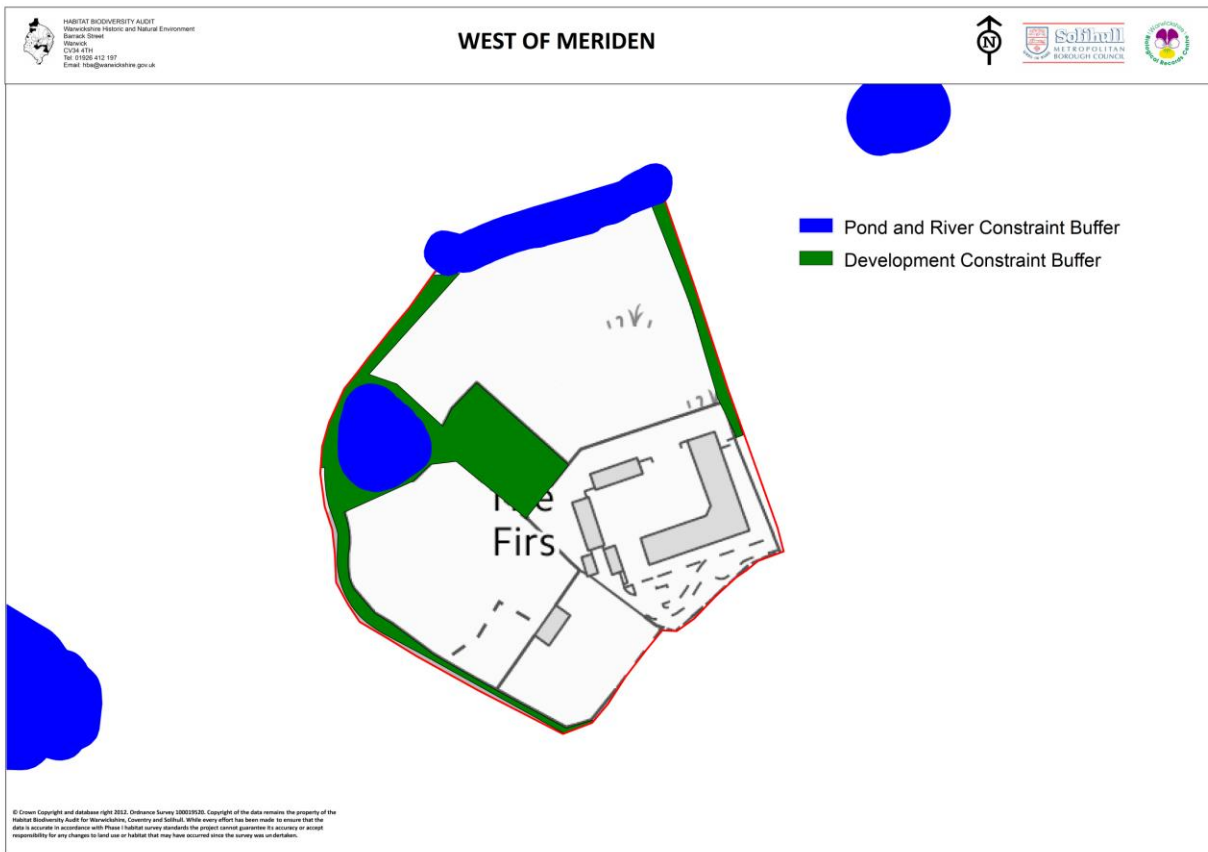 HABITAT BIODIVERSITY AUDIT
Warwickshire Historic and Natural Environment
Barrack Street
Warwick
CV34 4TH
Tel: 01926 412 197
Email: hba@warwickshire.gov.uk
WEST OF MERIDEN
N
Solihull
METROPOLITAN
BOROUGH COUNCIL
Warwickshire
Biological Records Centre
Pond and River Constraint Buffer
Development Constraint Buffer
Firs
© Crown Copyright and database right 2012. Ordnance Survey 100019520. Copyright of the data remains the property of the
Habitat Biodiversity Audit for Warwickshire, Coventry and Solihull. While every effort has been made to ensure that the
data is accurate in accordance with Phase I habitat survey standards the project cannot guarantee its accuracy or accept
responsibility for any changes to land use or habitat that may have occurred since the survey was undertaken.